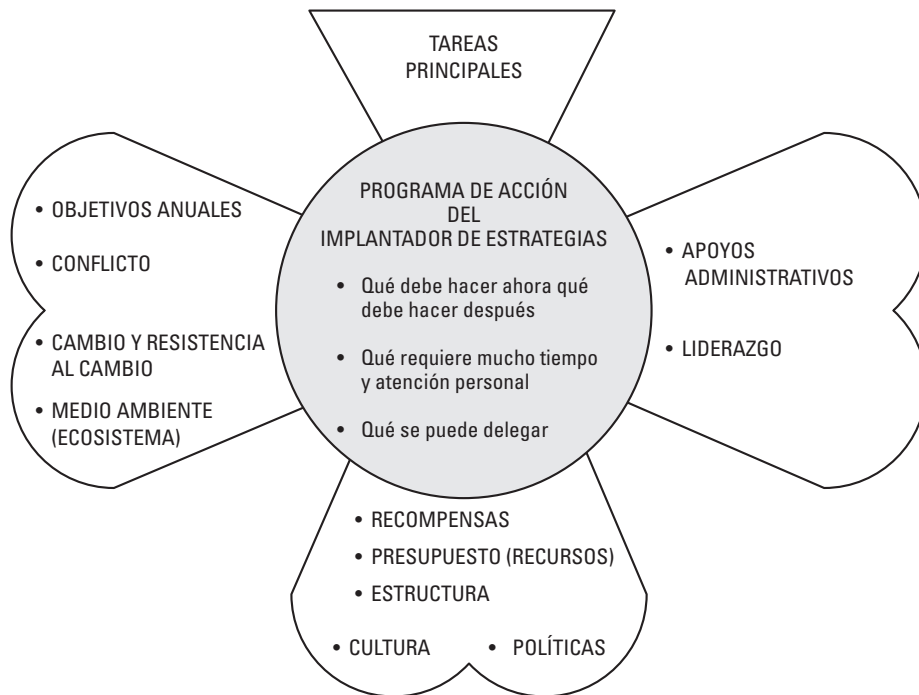 TAREAS
PRINCIPALES
PROGRAMA DE ACCIÓN
DEL
IMPLANTADOR DE ESTRATEGIAS
• Qué debe hacer ahora qué
debe hacer después
• Qué requiere mucho tiempo
y atención personal
• Qué se puede delegar
• OBJETIVOS ANUALES
• CONFLICTO
• CAMBIO Y RESISTENCIA
AL CAMBIO
• MEDIO AMBIENTE
(ECOSISTEMA)
• APOYOS
ADMINISTRATIVOS
• LIDERAZGO
• RECOMPENSAS
• PRESUPUESTO (RECURSOS)
• ESTRUCTURA
• CULTURA
• POLÍTICAS